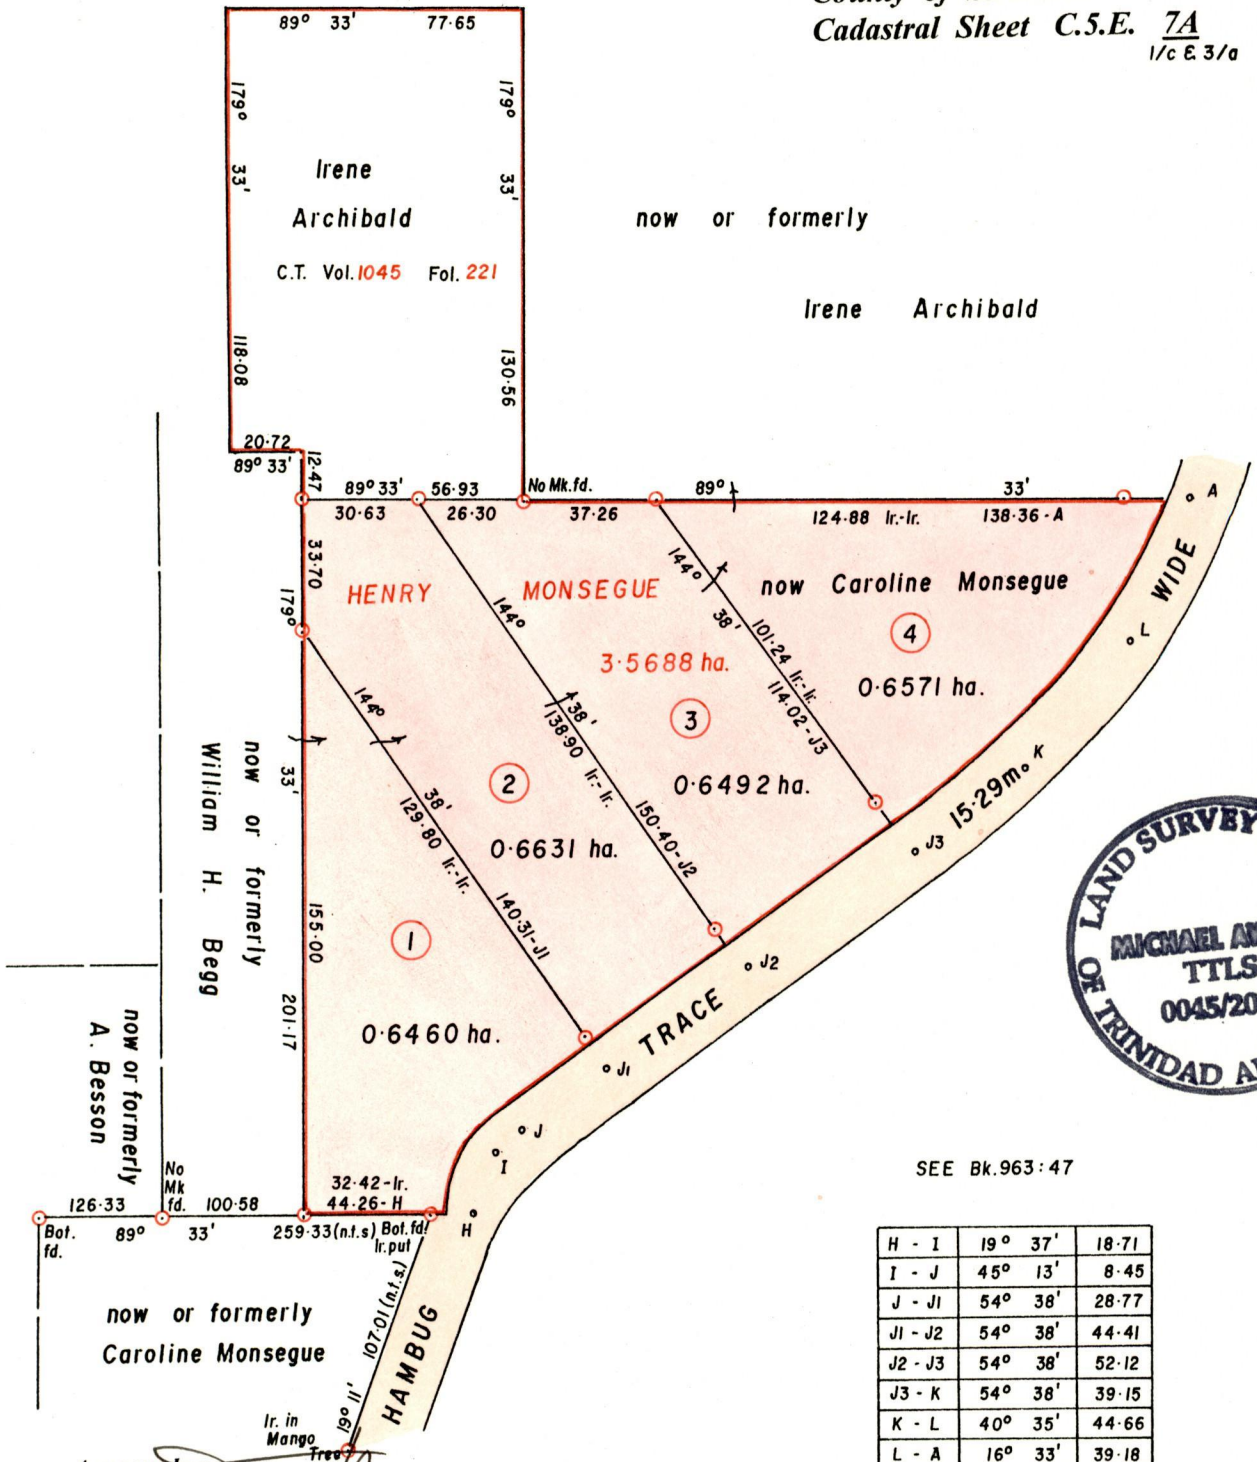 Cadastral Sheet C.5.E. 7A
1/c & 3/a
89° 33' 77·65
179° 33' 118·08
179° 33' 130·56
Irene
Archibald
C.T. Vol. 1045 Fol. 221
now or formerly
Irene Archibald
20·72
89° 33'
12·47
89° 33' 56·93
No Mk.fd.
89° 33'
30·63 26·30 37·26 124·88 Ir.-Ir. 138·36-A
A
WIDE
33·70
179° 33'
155·00
201·17
HENRY MONSEGUE
3·5688 ha.
now Caroline Monsegue
4
0·6571 ha.
144° 38'
101·24 Ir.-Ir.
114·02-J3
L
144° 38'
138·90 Ir.-Ir.
150·40-J2
3
0·6492 ha.
K
15·29m.
J3
144° 38'
129·80 Ir.-Ir.
140·31-J1
2
0·6631 ha.
now or formerly
William H. Begg
1
0·6460 ha.
J2
TRACE
J1
J
I
H
now or formerly
A. Besson
LAND SURVEY
MICHAEL AN
TTLS
0045/20
OF TRINIDAD A
No
Mk
fd.
32·42-Ir.
44·26-H
126·33 100·58
259·33(n.t.s) Bot.fd.
Ir.put
Bot.
fd.
89° 33'
SEE Bk.963:47
now or formerly
Caroline Monsegue
107·01(n.t.s.)
19° 11'
HAMBUG
Ir. in
Mango
Tree
H - I 19° 37' 18·71
I - J 45° 13' 8·45
J - J1 54° 38' 28·77
J1 - J2 54° 38' 44·41
J2 - J3 54° 38' 52·12
J3 - K 54° 38' 39·15
K - L 40° 35' 44·66
L - A 16° 33' 39·18